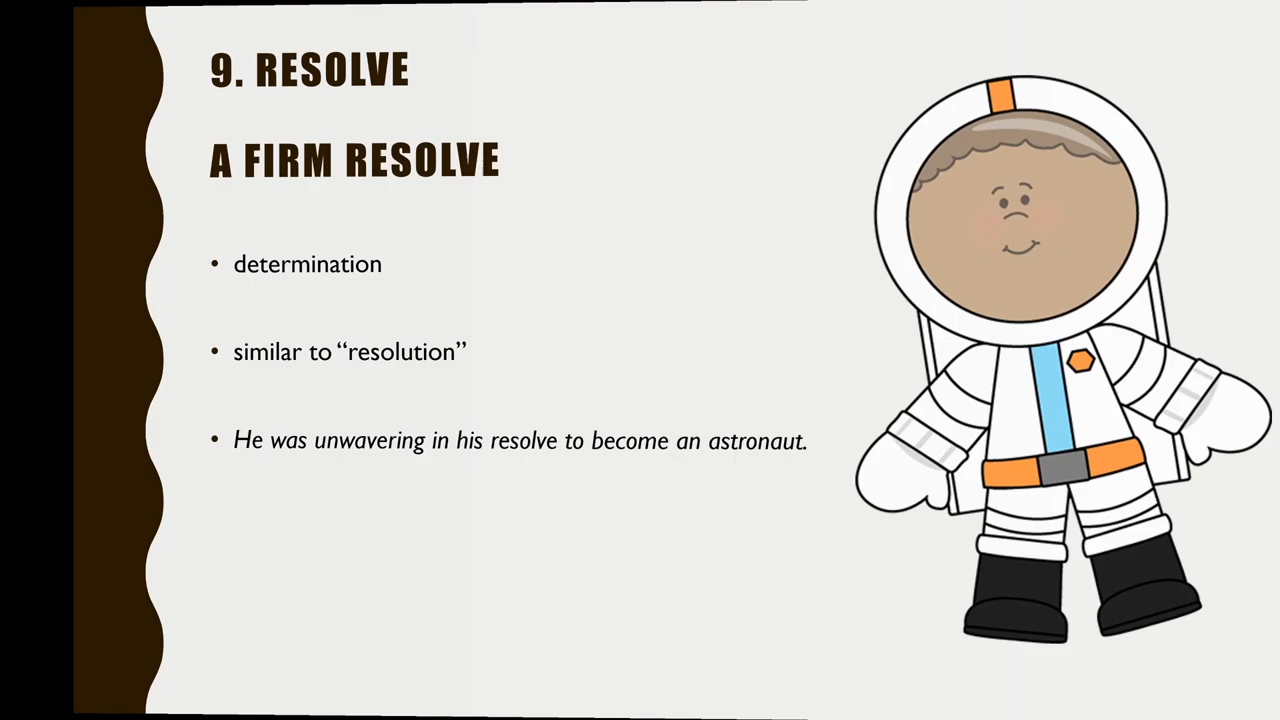 9. RESOLVE
A FIRM RESOLVE
• determination
• similar to “resolution”
• He was unwavering in his resolve to become an astronaut.